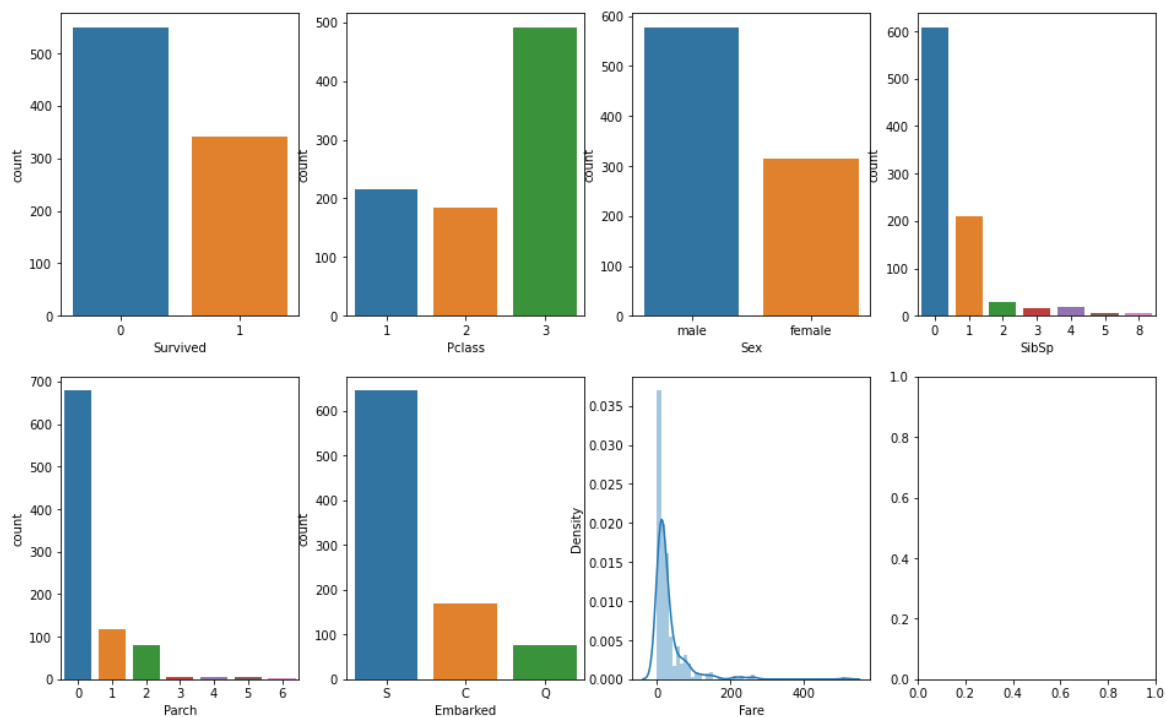 count
0
100
200
300
400
500
0 1
Survived
count
0
100
200
300
400
500
1 2 3
Pclass
count
0
100
200
300
400
500
600
male female
Sex
count
0
100
200
300
400
500
600
0 1 2 3 4 5 8
SibSp
count
0
100
200
300
400
500
600
700
0 1 2 3 4 5 6
Parch
count
0
100
200
300
400
500
600
S C Q
Embarked
Density
0.000
0.005
0.010
0.015
0.020
0.025
0.030
0.035
0 200 400
Fare
0.0
0.2
0.4
0.6
0.8
1.0
0.0 0.2 0.4 0.6 0.8 1.0